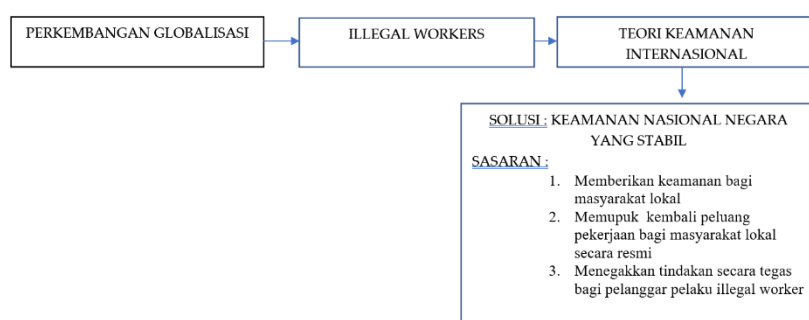 PERKEMBANGAN GLOBALISASI
ILLEGAL WORKERS
TEORI KEAMANAN
INTERNASIONAL
SOLUSI : KEAMANAN NASIONAL NEGARA
YANG STABIL
SASARAN :
1. Memberikan keamanan bagi
masyarakat lokal
2. Memupuk kembali peluang
pekerjaan bagi masyarakat lokal
secara resmi
3. Menegakkan tindakan secara tegas
bagi pelanggar pelaku illegal worker